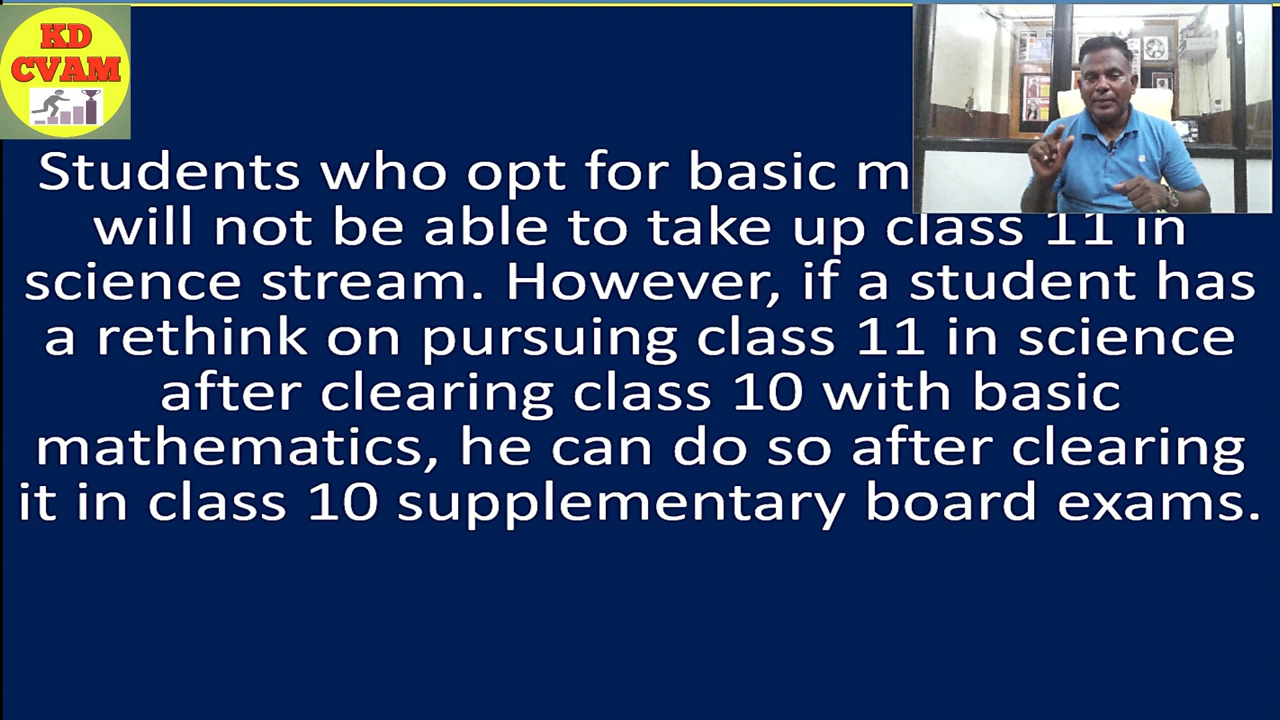 KD
CVAM
Students who opt for basic m
will not be able to take up class 11 in
science stream. However, if a student has
a rethink on pursuing class 11 in science
after clearing class 10 with basic
mathematics, he can do so after clearing
it in class 10 supplementary board exams.